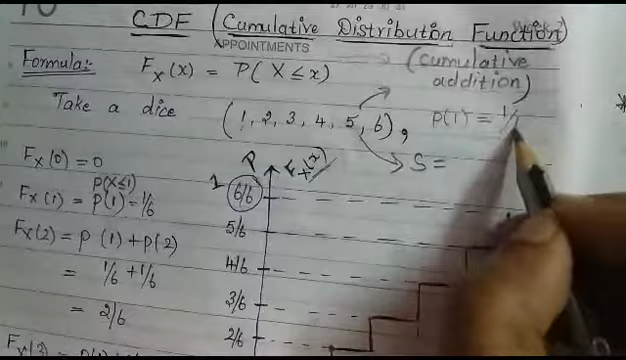 CDF (Cumulative Distributon Function)
APPOINTMENTS
Formula:- Fx(x) = P(X ≤ x)
(cumulative addition)
Take a dice (1, 2, 3, 4, 5, 6),
P(1) = 1/
S =
Fx(0) = 0
P(X≤1)
Fx(1) = P(1) = 1/6
Fx(2) = P(1) + P(2)
= 1/6 + 1/6
= 2/6
P Fx(x)
1 6/6
5/6
4/6
3/6
2/6